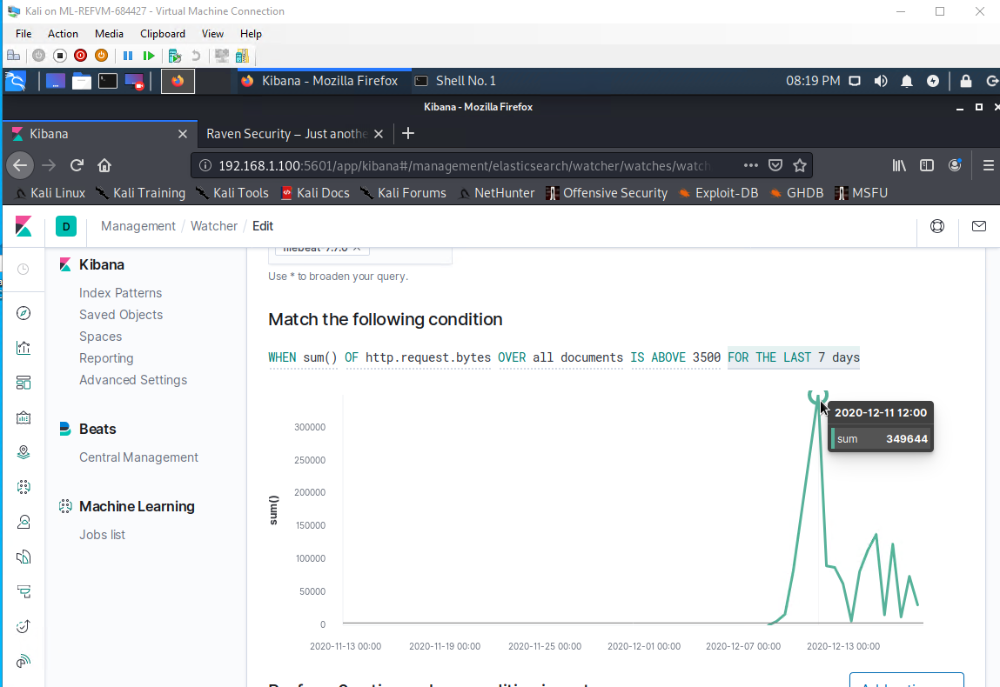 Kali on ML-REFVM-684427 - Virtual Machine Connection
File Action Media Clipboard View Help
Kibana - Mozilla Firefox Shell No. 1 08:19 PM
Kibana - Mozilla Firefox
Kibana Raven Security – Just anothe
192.168.1.100:5601/app/kibana#/management/elasticsearch/watcher/watches/watch
Kali Linux Kali Training Kali Tools Kali Docs Kali Forums NetHunter Offensive Security Exploit-DB GHDB MSFU
D Management / Watcher / Edit
Kibana
Index Patterns
Saved Objects
Spaces
Reporting
Advanced Settings
Beats
Central Management
Machine Learning
Jobs list
Use * to broaden your query.
Match the following condition
WHEN sum() OF http.request.bytes OVER all documents IS ABOVE 3500 FOR THE LAST 7 days
2020-12-11 12:00
sum 349644
sum()
300000
250000
200000
150000
100000
50000
0
2020-11-13 00:00 2020-11-19 00:00 2020-11-25 00:00 2020-12-01 00:00 2020-12-07 00:00 2020-12-13 00:00